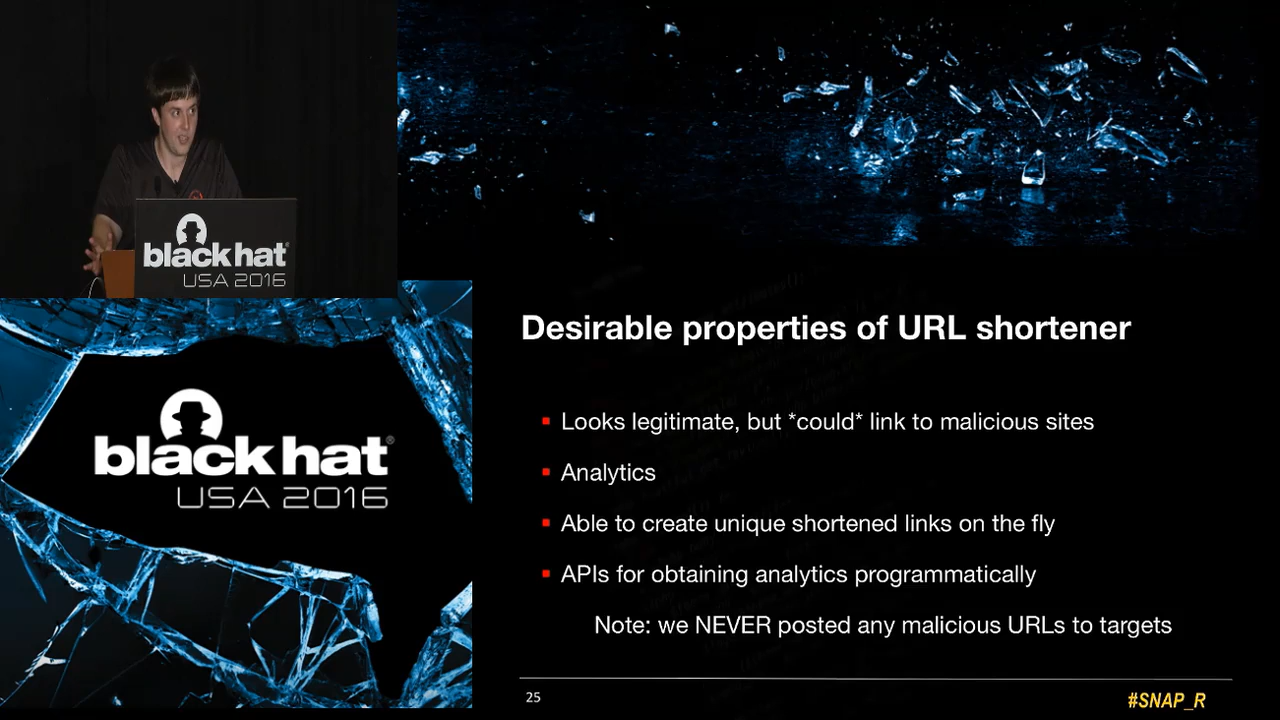 black hat
USA 2016
black hat®
USA 2016
Desirable properties of URL shortener
▪ Looks legitimate, but *could* link to malicious sites
▪ Analytics
▪ Able to create unique shortened links on the fly
▪ APIs for obtaining analytics programmatically
Note: we NEVER posted any malicious URLs to targets
25
#SNAP_R